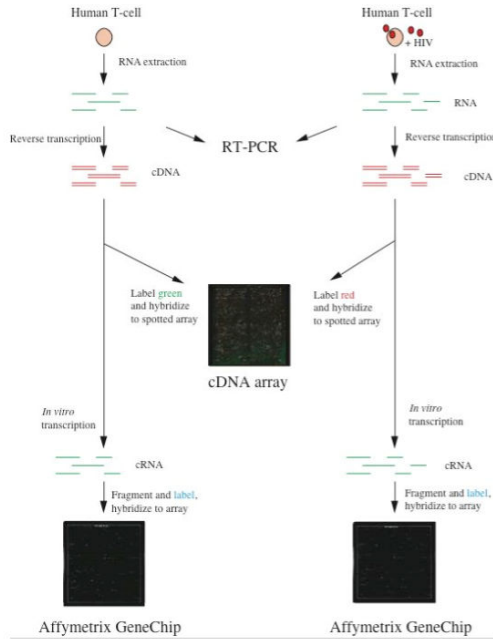 Human T-cell
Human T-cell
+ HIV
RNA extraction
RNA extraction
RNA
Reverse transcription
RT-PCR
Reverse transcription
cDNA
cDNA
Label green
and hybridize
to spotted array
Label red
and hybridize
to spotted array
cDNA array
In vitro
transcription
In vitro
transcription
cRNA
cRNA
Fragment and label,
hybridize to array
Fragment and label,
hybridize to array
Affymetrix GeneChip
Affymetrix GeneChip